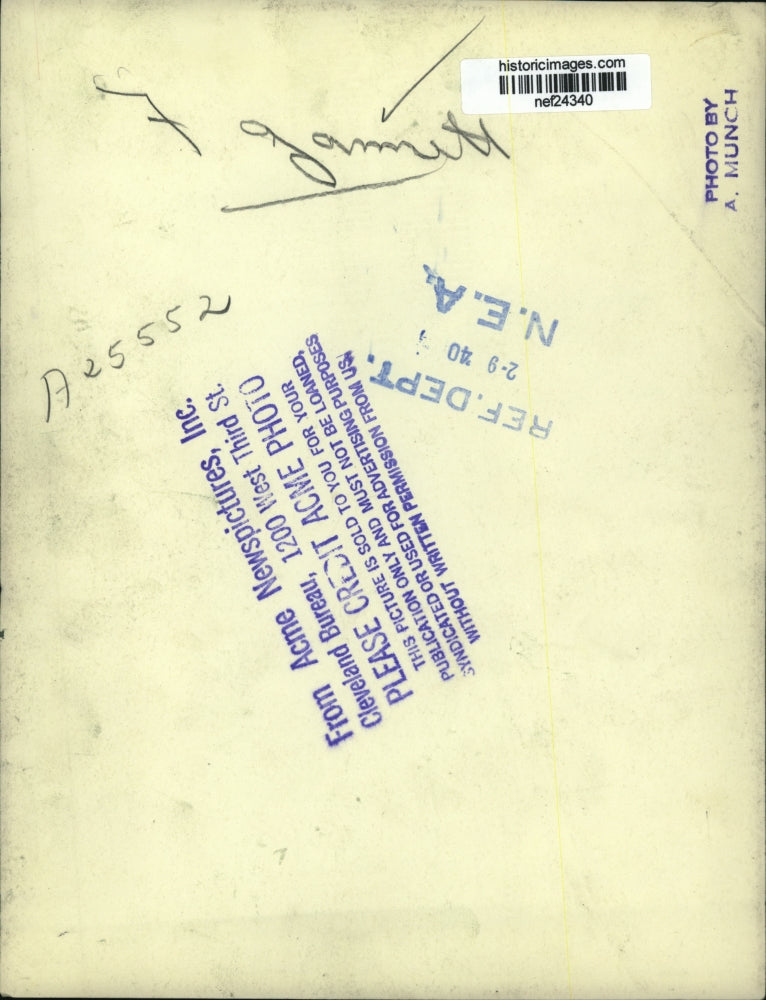 historicimages.com
nef24340
PHOTO BY
A. MUNCH
F Gannett
A25552
REF. DEPT.
2-9 '40
N.E.A.
From Acme Newspictures, Inc.
Cleveland Bureau, 1200 West Third St.
PLEASE CREDIT ACME PHOTO
THIS PICTURE IS SOLD TO YOU FOR YOUR
PUBLICATION ONLY AND MUST NOT BE LOANED,
SYNDICATED OR USED FOR ADVERTISING PURPOSES
WITHOUT WRITTEN PERMISSION FROM US.